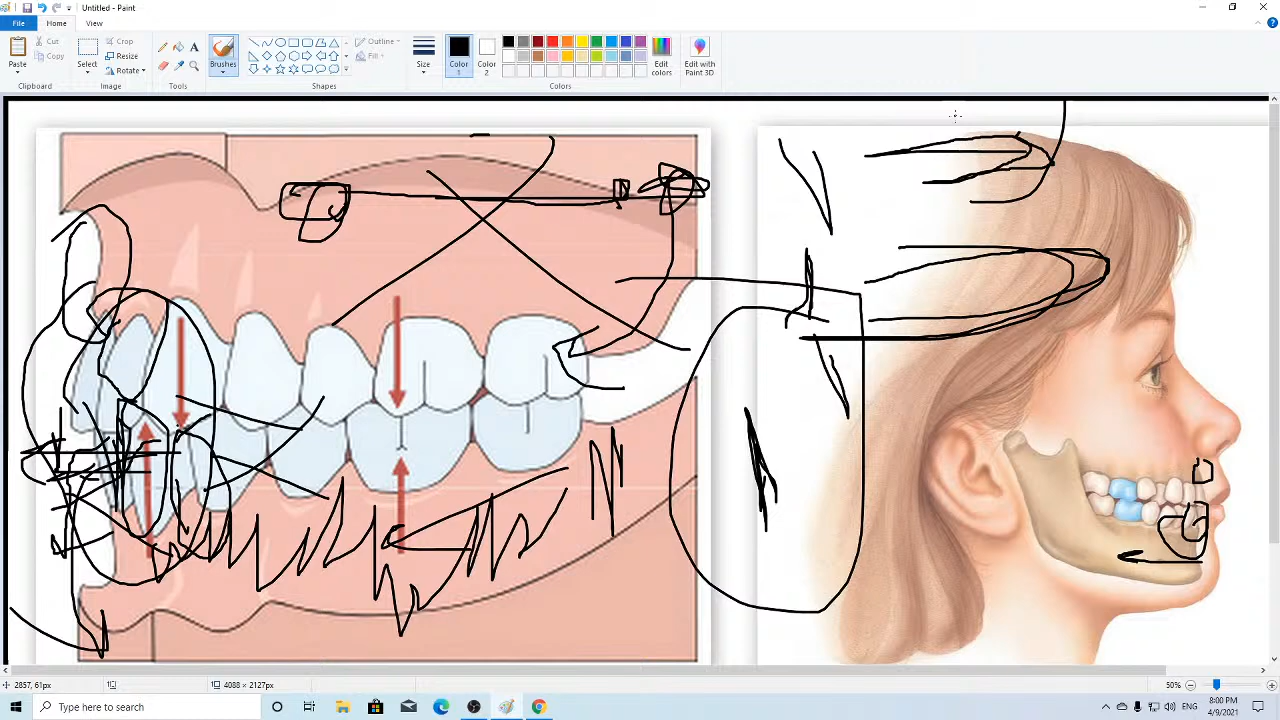 Untitled - Paint
File Home View
Paste
Cut
Copy
Clipboard
Select
Crop
Resize
Rotate
Image
A
Tools
Brushes
Outline
Fill
Shapes
Size
Color 1
Color 2
Edit colors
Colors
Edit with Paint 3D
2857, 61px
4088 × 2127px
50%
Type here to search
ENG
8:00 PM
4/9/2021